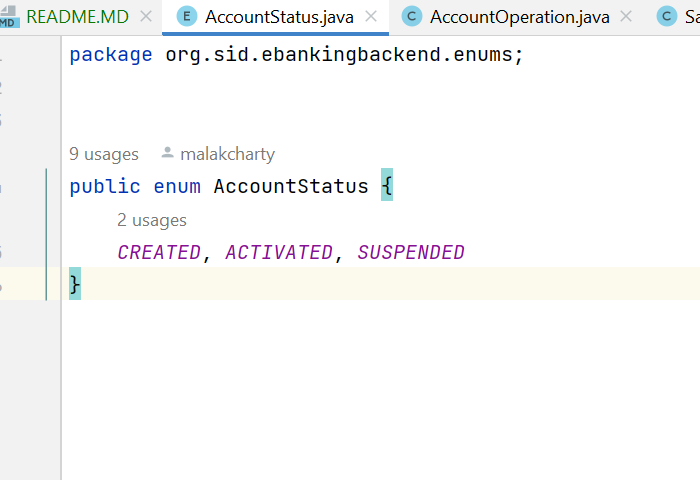 MD README.MD AccountStatus.java AccountOperation.java
package org.sid.ebankingbackend.enums;
9 usages malakcharty
public enum AccountStatus {
2 usages
CREATED, ACTIVATED, SUSPENDED
}